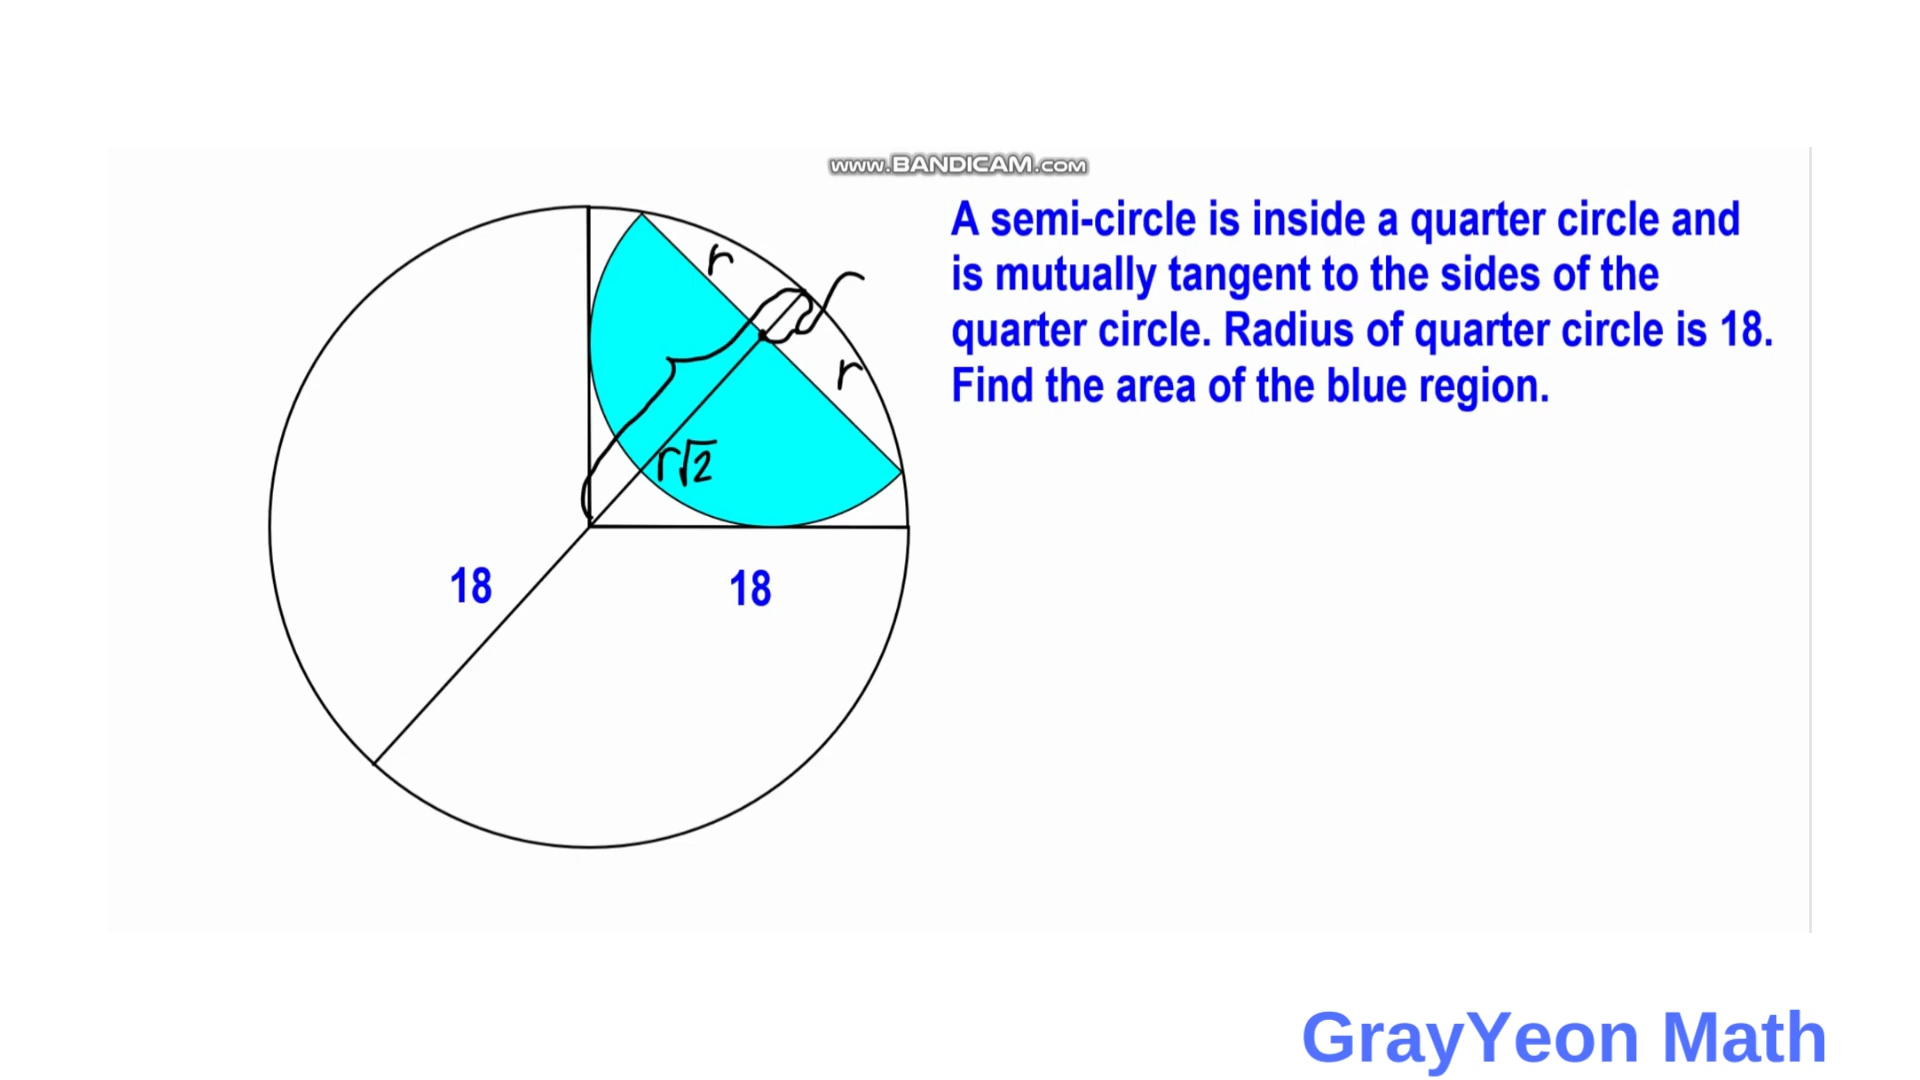 www.BANDICAM.com
A semi-circle is inside a quarter circle and
is mutually tangent to the sides of the
quarter circle. Radius of quarter circle is 18.
Find the area of the blue region.
r
r
r√2
18
18
GrayYeon Math